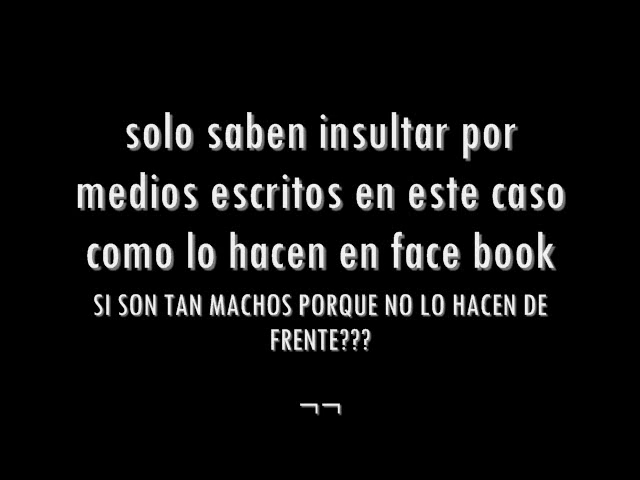 solo saben insultar por
medios escritos en este caso
como lo hacen en face book
SI SON TAN MACHOS PORQUE NO LO HACEN DE
FRENTE???
¬¬